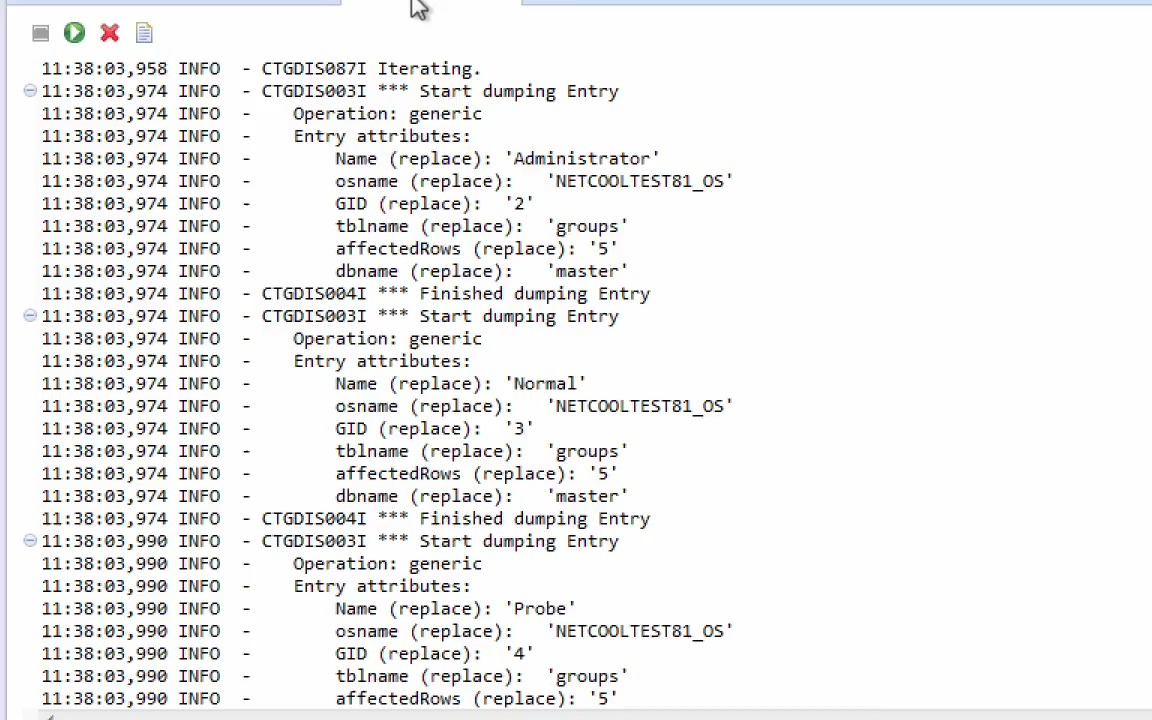 11:38:03,958 INFO  - CTGDIS087I Iterating.
11:38:03,974 INFO  - CTGDIS003I *** Start dumping Entry
11:38:03,974 INFO  -    Operation: generic
11:38:03,974 INFO  -    Entry attributes:
11:38:03,974 INFO  -        Name (replace): 'Administrator'
11:38:03,974 INFO  -        osname (replace):   'NETCOOLTEST81_OS'
11:38:03,974 INFO  -        GID (replace):  '2'
11:38:03,974 INFO  -        tblname (replace):  'groups'
11:38:03,974 INFO  -        affectedRows (replace): '5'
11:38:03,974 INFO  -        dbname (replace):   'master'
11:38:03,974 INFO  - CTGDIS004I *** Finished dumping Entry
11:38:03,974 INFO  - CTGDIS003I *** Start dumping Entry
11:38:03,974 INFO  -    Operation: generic
11:38:03,974 INFO  -    Entry attributes:
11:38:03,974 INFO  -        Name (replace): 'Normal'
11:38:03,974 INFO  -        osname (replace):   'NETCOOLTEST81_OS'
11:38:03,974 INFO  -        GID (replace):  '3'
11:38:03,974 INFO  -        tblname (replace):  'groups'
11:38:03,974 INFO  -        affectedRows (replace): '5'
11:38:03,974 INFO  -        dbname (replace):   'master'
11:38:03,974 INFO  - CTGDIS004I *** Finished dumping Entry
11:38:03,990 INFO  - CTGDIS003I *** Start dumping Entry
11:38:03,990 INFO  -    Operation: generic
11:38:03,990 INFO  -    Entry attributes:
11:38:03,990 INFO  -        Name (replace): 'Probe'
11:38:03,990 INFO  -        osname (replace):   'NETCOOLTEST81_OS'
11:38:03,990 INFO  -        GID (replace):  '4'
11:38:03,990 INFO  -        tblname (replace):  'groups'
11:38:03,990 INFO  -        affectedRows (replace): '5'